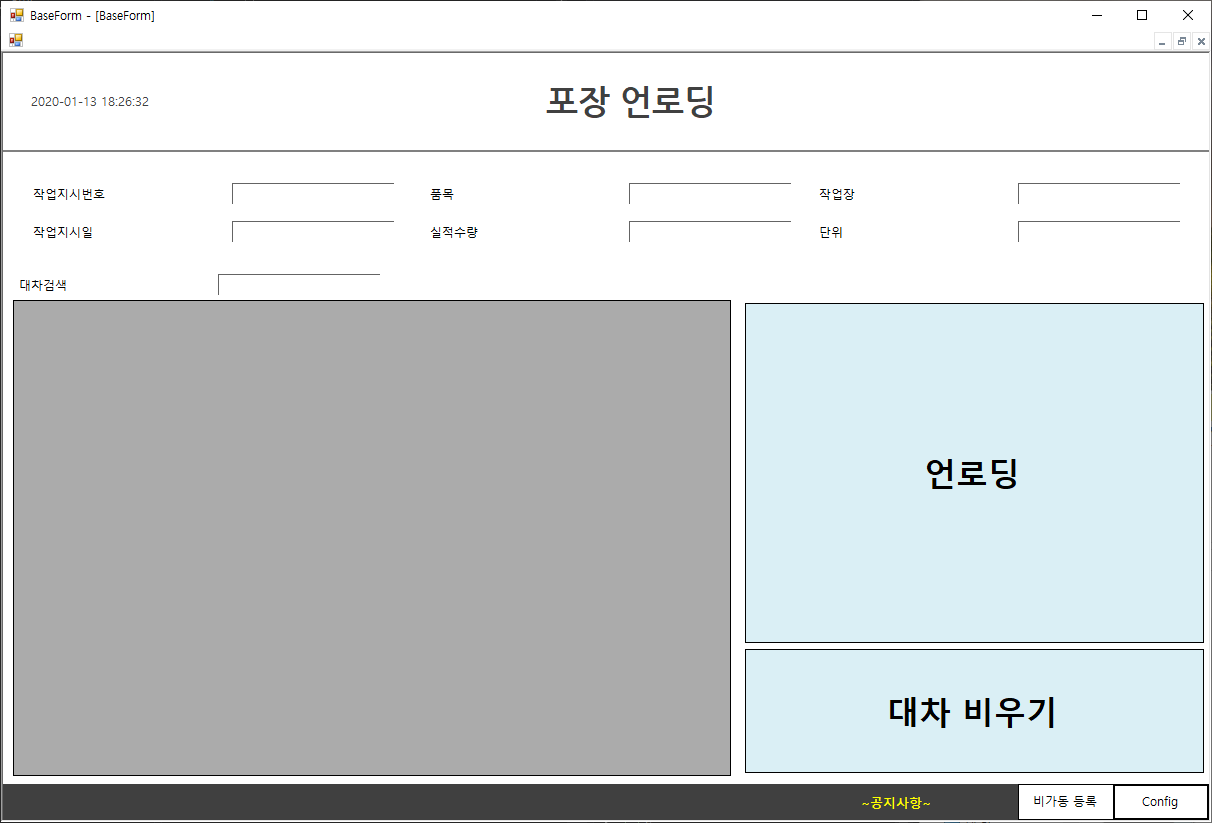 BaseForm - [BaseForm]
2020-01-13 18:26:32
포장 언로딩
작업지시번호 품목 작업장
작업지시일 실적수량 단위
대차검색
언로딩
대차 비우기
~공지사항~ 비가동 등록 Config